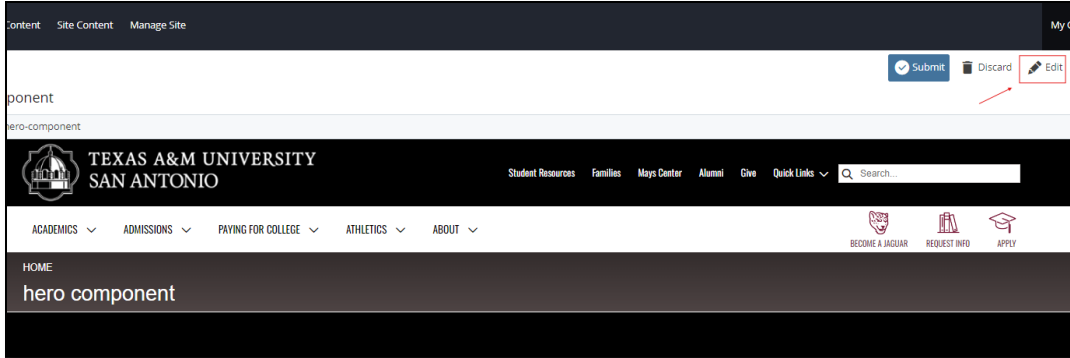 Content Site Content Manage Site My
Submit Discard Edit
ponent
hero-component
TEXAS A&M UNIVERSITY
SAN ANTONIO
Student Resources Families Mays Center Alumni Give Quick Links Search...
ACADEMICS ADMISSIONS PAYING FOR COLLEGE ATHLETICS ABOUT
BECOME A JAGUAR REQUEST INFO APPLY
HOME
hero component